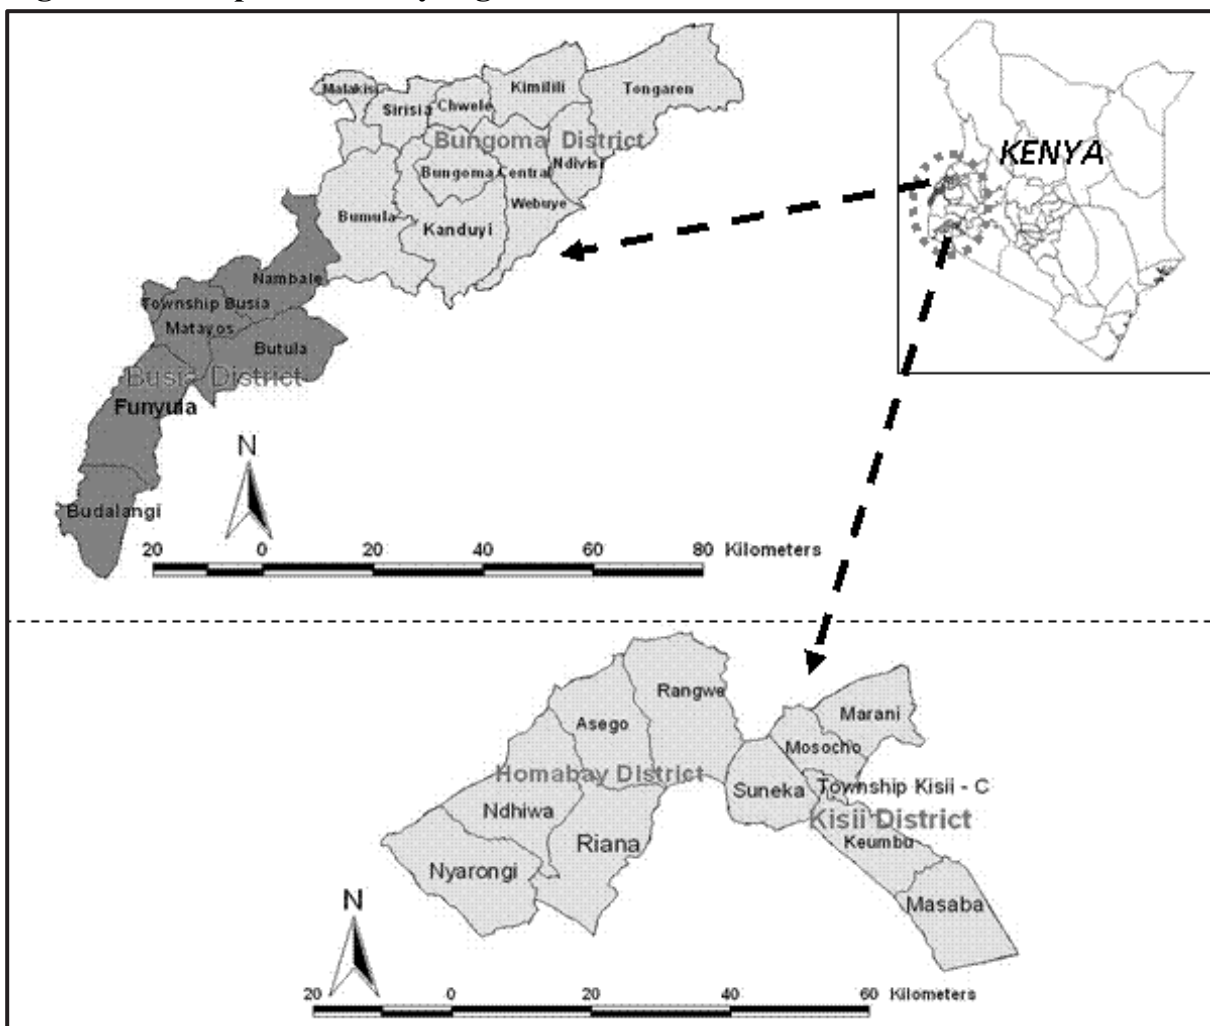 KENYA
Malakisi
Sirisia
Chwele
Kimilili
Tongaren
Bungoma District
Bungoma
Central
Ndivisi
Webuye
Bumula
Kanduyi
Nambale
Township Busia
Matayos
Butula
Busia District
Funyula
Budalangi
N
20 0 20 40 60 80 Kilometers
Rangwe
Asego
Marani
Mosocho
Homabay District
Suneka
Township Kisii - C
Ndhiwa
Kisii District
Riana
Keumbu
Nyarongi
Masaba
N
20 0 20 40 60 Kilometers